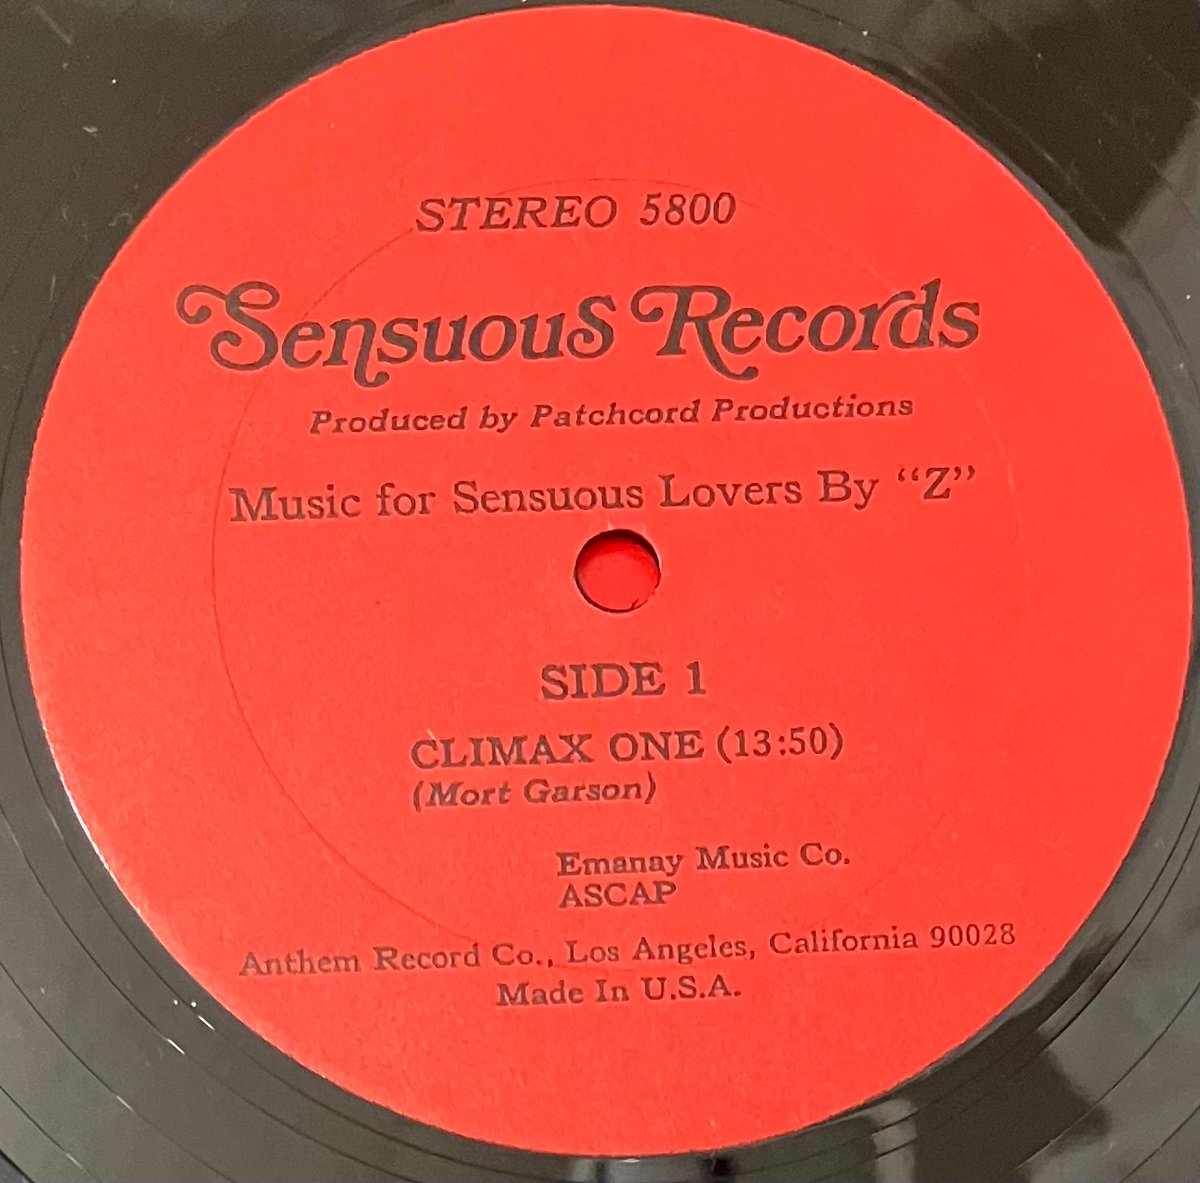 STEREO 5800
Sensuous Records
Produced by Patchcord Productions
Music for Sensuous Lovers By “Z”
SIDE 1
CLIMAX ONE (13:50)
(Mort Garson)
Emanay Music Co.
ASCAP
Anthem Record Co., Los Angeles, California 90028
Made In U.S.A.